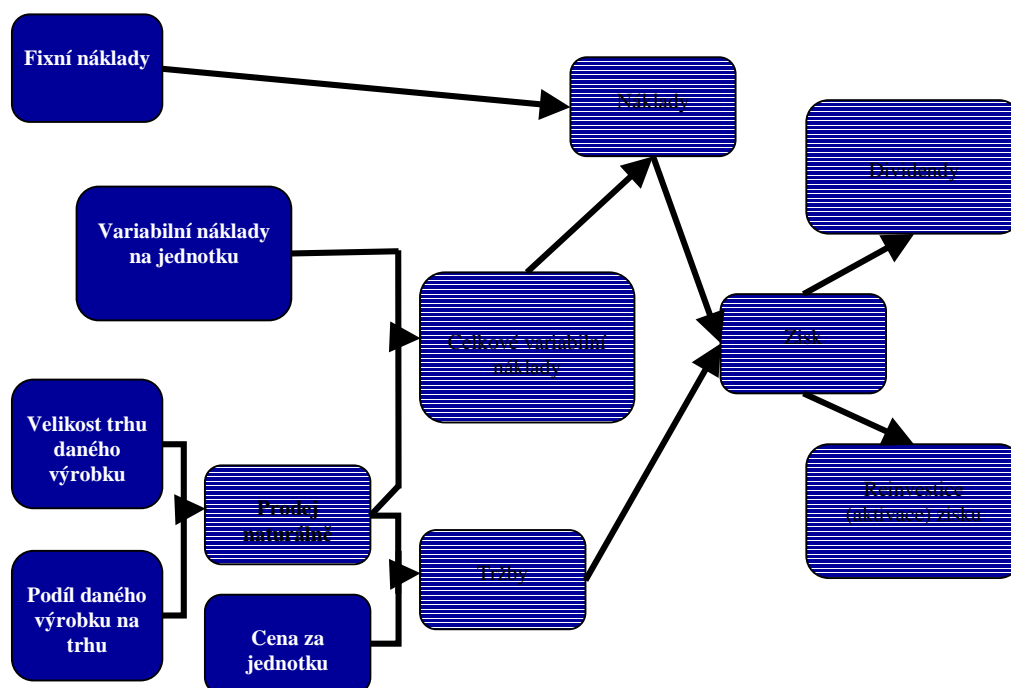 Fixní náklady
Náklady
Dividendy
Variabilní náklady
na jednotku
Celkové variabilní
náklady
Zisk
Velikost trhu
daného
výrobku
Prodej
naturálně
Reinvestice
(aktivace) zisku
Podíl daného
výrobku na
trhu
Tržby
Cena za
jednotku